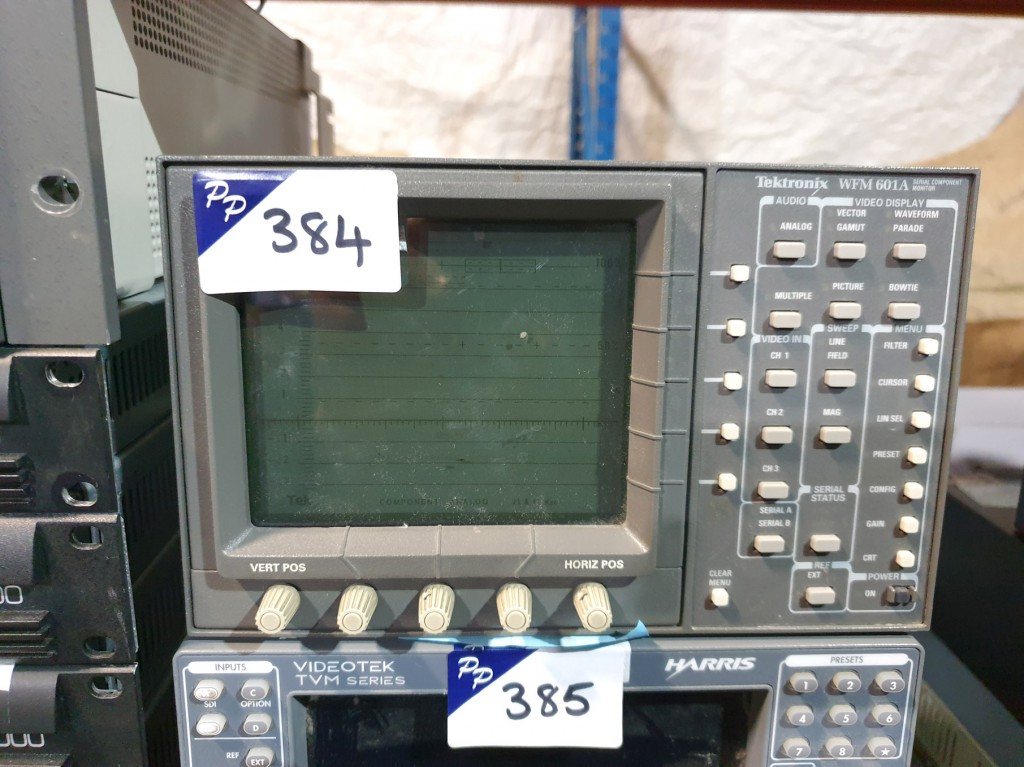 PP
384
Tektronix WFM 601A SERIAL COMPONENT MONITOR
AUDIO
VIDEO DISPLAY
VECTOR
WAVEFORM
ANALOG
GAMUT
PARADE
MULTIPLE
PICTURE
BOWTIE
VIDEO IN
SWEEP
MENU
LINE
FILTER
CH 1
FIELD
CURSOR
CH 2
MAG
LIN SEL
PRESET
CH 3
SERIAL
STATUS
CONFIG
SERIAL A
SERIAL B
GAIN
REF
CRT
EXT
POWER
ON
CLEAR
MENU
Tek
COMPONENT
VERT POS
HORIZ POS
INPUTS
VIDEOTEK
TVM SERIES
PP
385
HARRIS
PRESETS
C
SDI
OPTION
D
REF
EXT
1 2 3
4 5 6
7 8 *